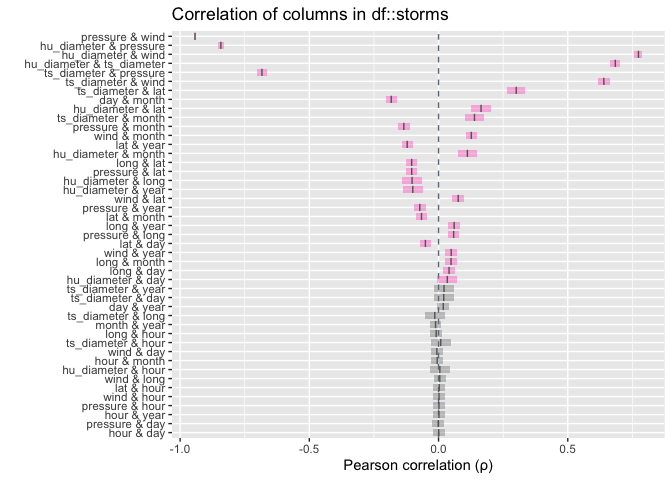 Correlation of columns in df::storms
pressure & wind
hu_diameter & pressure
hu_diameter & wind
hu_diameter & ts_diameter
ts_diameter & pressure
ts_diameter & wind
ts_diameter & lat
day & month
hu_diameter & lat
ts_diameter & month
pressure & month
wind & month
lat & year
hu_diameter & month
long & lat
pressure & lat
hu_diameter & long
hu_diameter & year
wind & lat
pressure & year
lat & month
long & year
pressure & long
lat & day
wind & year
long & month
long & day
hu_diameter & day
ts_diameter & year
ts_diameter & day
day & year
ts_diameter & long
month & year
long & hour
ts_diameter & hour
wind & day
hour & month
hu_diameter & hour
wind & long
lat & hour
wind & hour
pressure & hour
hour & year
pressure & day
hour & day
-1.0 -0.5 0.0 0.5
Pearson correlation (ρ)